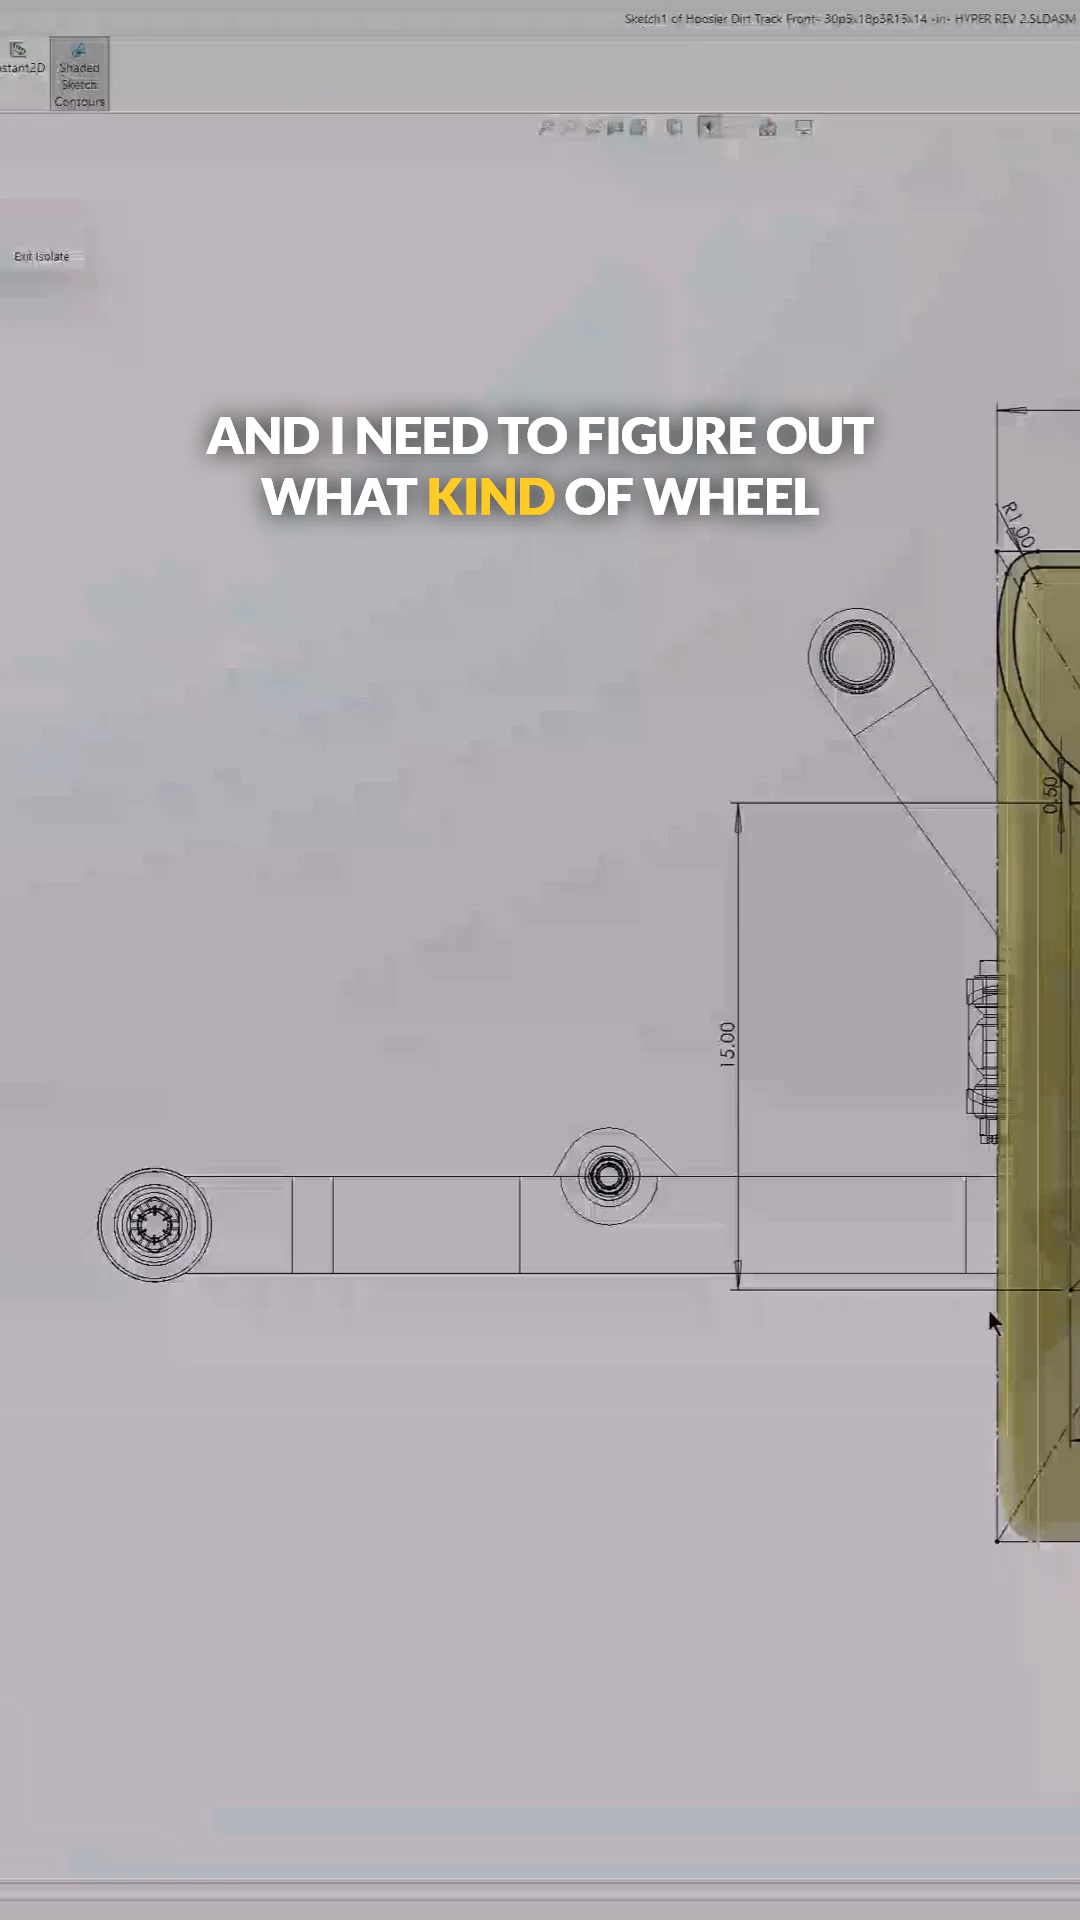 Sketch1 of Hoosier Dirt Track Front- 30p3x18p3R15x14 -in- HYPER REV 2.SLDASM
stant2D
Shaded
Sketch
Contours
Exit Isolate
AND I NEED TO FIGURE OUT
WHAT KIND OF WHEEL
R1.00
0.50
15.00